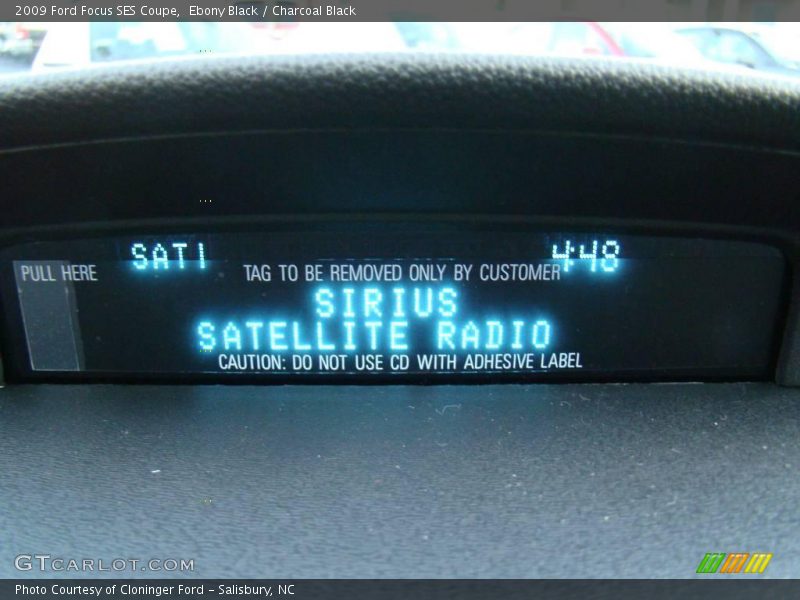 2009 Ford Focus SES Coupe, Ebony Black / Charcoal Black
SAT1 4:48
PULL HERE TAG TO BE REMOVED ONLY BY CUSTOMER
SIRIUS
SATELLITE RADIO
CAUTION: DO NOT USE CD WITH ADHESIVE LABEL
GTCARLOT.COM
Photo Courtesy of Cloninger Ford – Salisbury, NC